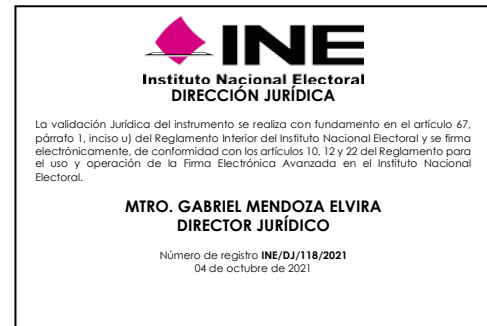 INE
Instituto Nacional Electoral
DIRECCIÓN JURÍDICA
La validación Jurídica del instrumento se realiza con fundamento en el artículo 67,
párrafo 1, inciso u) del Reglamento Interior del Instituto Nacional Electoral y se firma
electrónicamente, de conformidad con los artículos 10, 12 y 22 del Reglamento para
el uso y operación de la Firma Electrónica Avanzada en el Instituto Nacional
Electoral.
MTRO. GABRIEL MENDOZA ELVIRA
DIRECTOR JURÍDICO
Número de registro INE/DJ/118/2021
04 de octubre de 2021